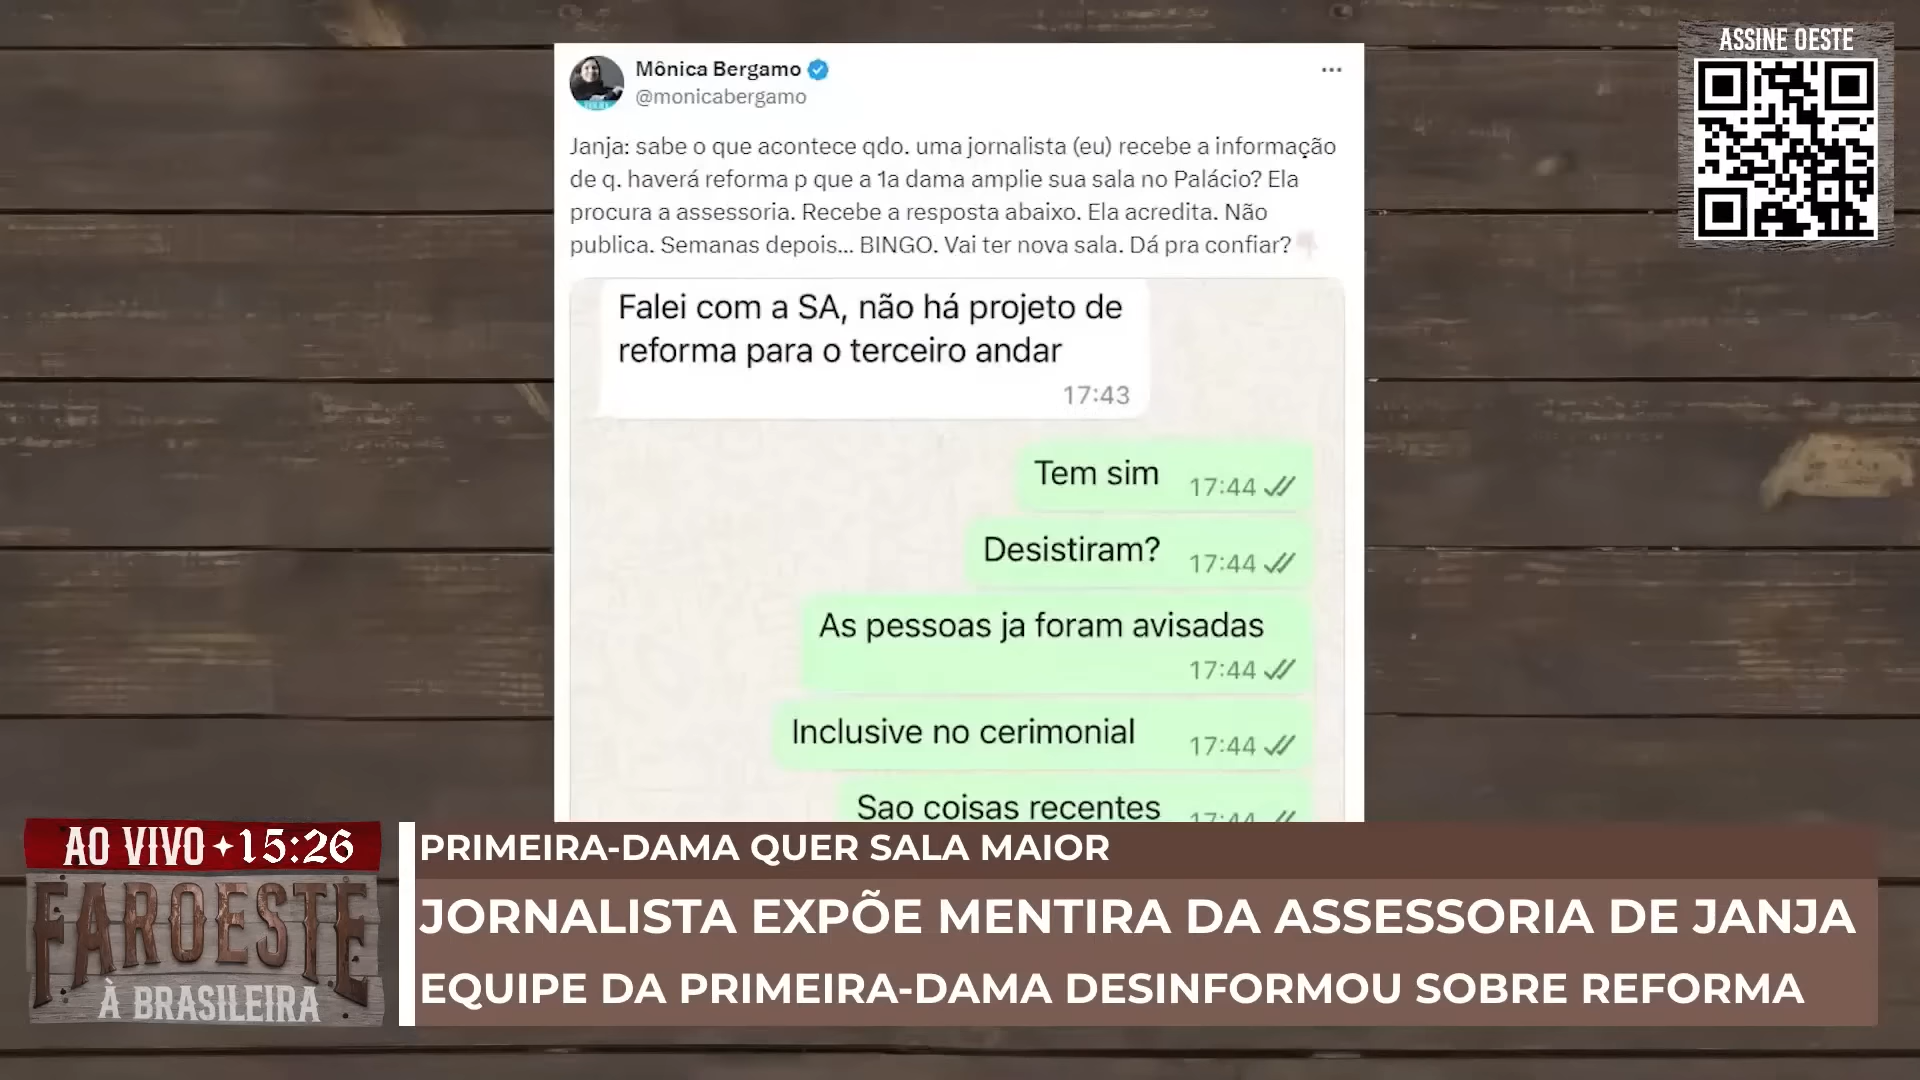 ASSINE OESTE
Mônica Bergamo
@monicabergamo
Janja: sabe o que acontece qdo. uma jornalista (eu) recebe a informação
de q. haverá reforma p que a 1a dama amplie sua sala no Palácio? Ela
procura a assessoria. Recebe a resposta abaixo. Ela acredita. Não
publica. Semanas depois... BINGO. Vai ter nova sala. Dá pra confiar?
Falei com a SA, não há projeto de
reforma para o terceiro andar
17:43
Tem sim 17:44
Desistiram? 17:44
As pessoas ja foram avisadas
17:44
Inclusive no cerimonial 17:44
Sao coisas recentes 17:44
AO VIVO 15:26
FAROESTE
À BRASILEIRA
PRIMEIRA-DAMA QUER SALA MAIOR
JORNALISTA EXPÕE MENTIRA DA ASSESSORIA DE JANJA
EQUIPE DA PRIMEIRA-DAMA DESINFORMOU SOBRE REFORMA